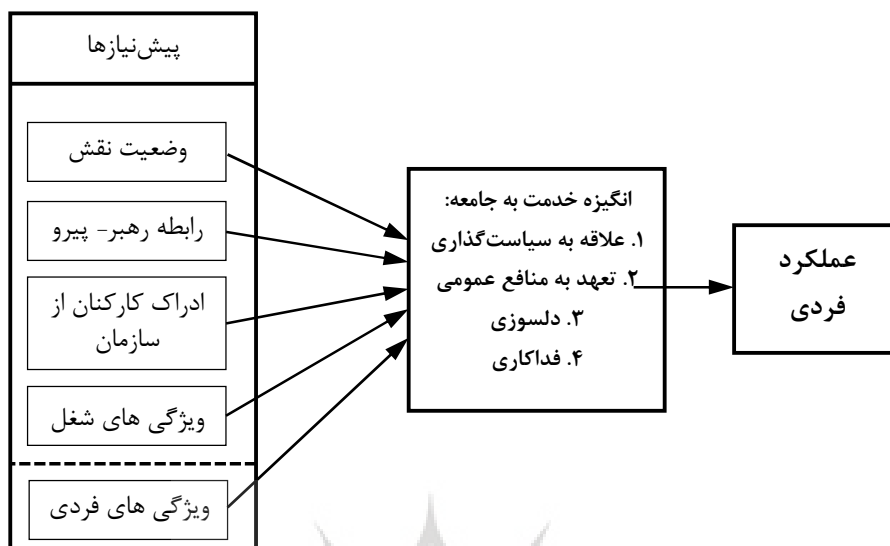 پیش‌نیازها
وضعیت نقش
رابطه رهبر- پیرو
ادراک کارکنان از
سازمان
ویژگی های شغل
ویژگی های فردی
انگیزه خدمت به جامعه:
۱. علاقه به سیاست‌گذاری
۲. تعهد به منافع عمومی
۳. دلسوزی
۴. فداکاری
عملکرد
فردی